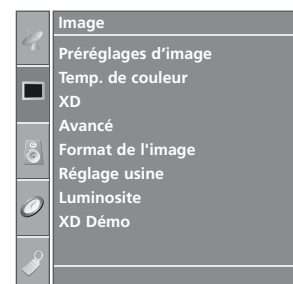 Image
Préréglages d’image
Temp. de couleur
XD
Avancé
Format de l'image
Réglage usine
Luminosite
XD Démo